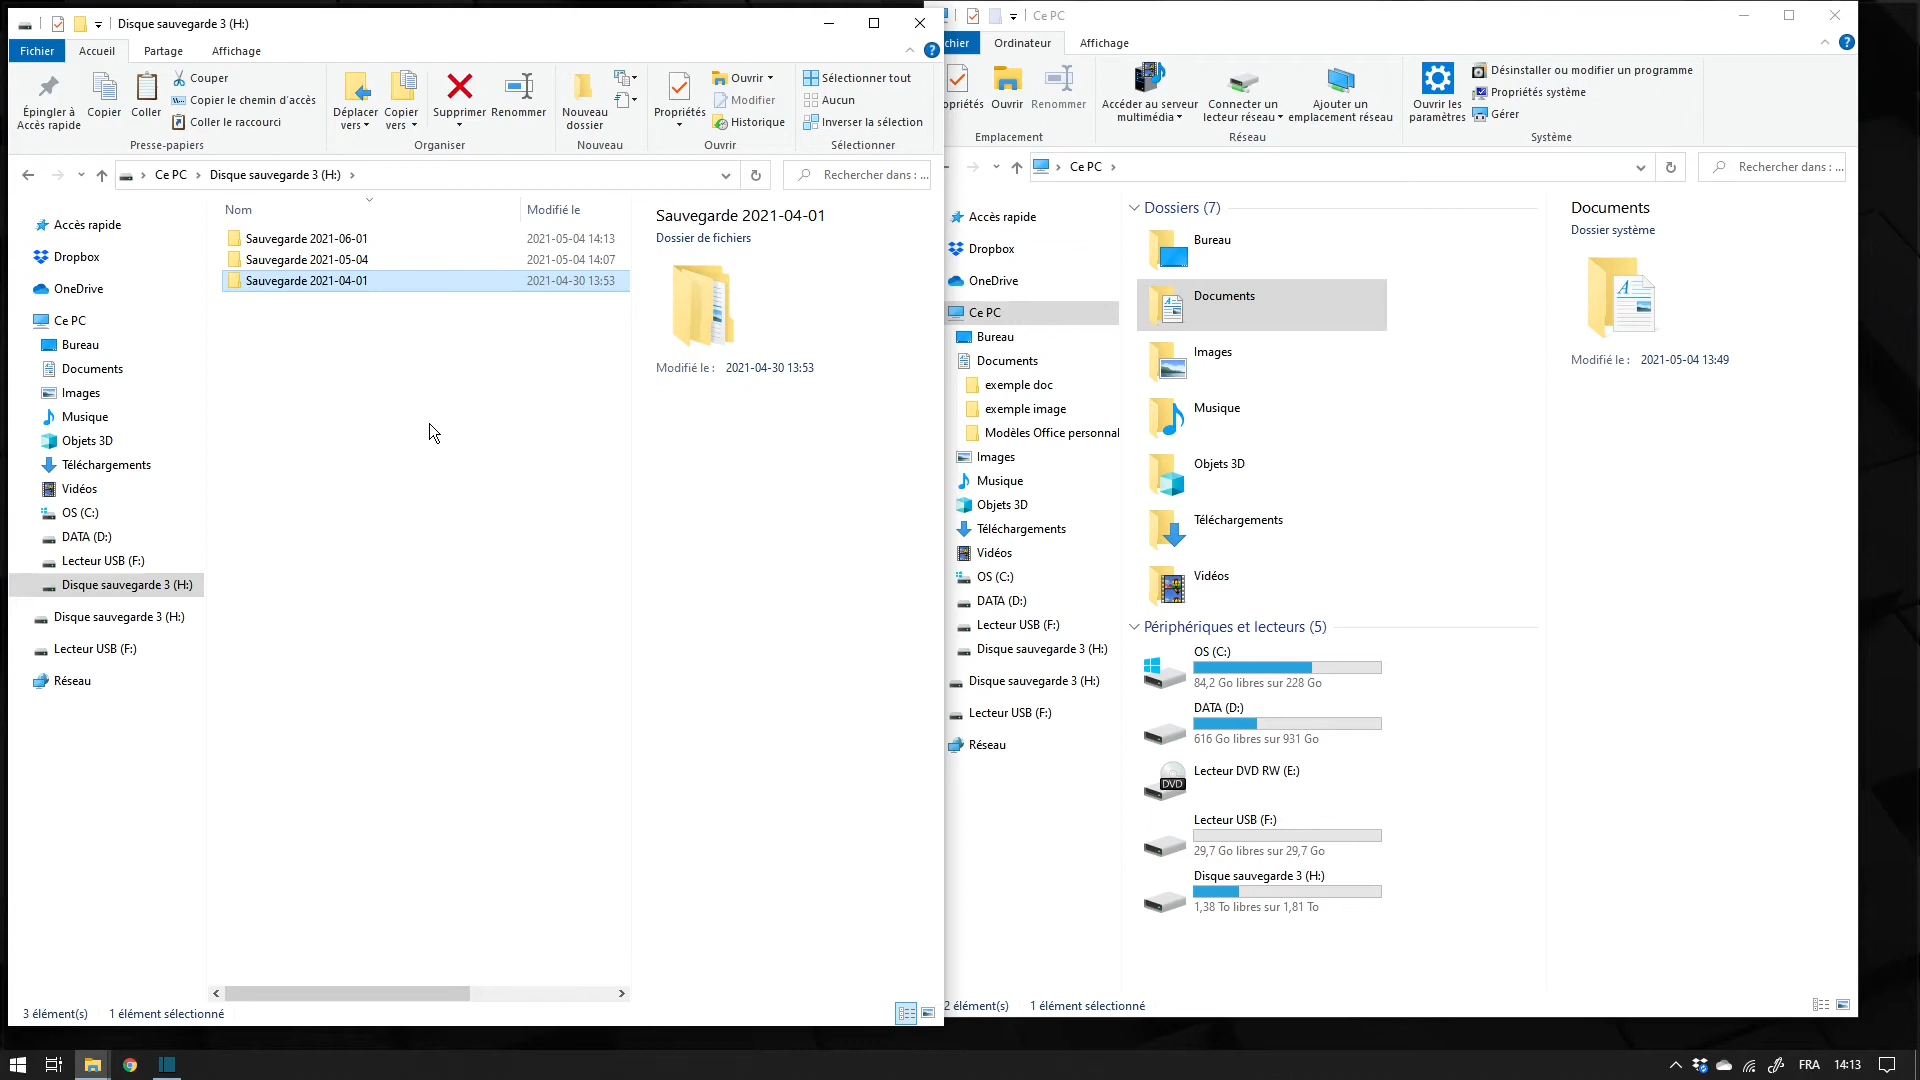 Disque sauvegarde 3 (H:)
Fichier
Accueil
Partage
Affichage
Épingler à
Accès rapide
Copier
Coller
Couper
Copier le chemin d'accès
Coller le raccourci
Presse-papiers
Déplacer
vers
Copier
vers
Supprimer
Renommer
Organiser
Nouveau
dossier
Nouveau
Propriétés
Ouvrir
Modifier
Historique
Ouvrir
Sélectionner tout
Aucun
Inverser la sélection
Sélectionner
Ce PC
Disque sauvegarde 3 (H:)
Rechercher dans : ...
Accès rapide
Dropbox
OneDrive
Ce PC
Bureau
Documents
Images
Musique
Objets 3D
Téléchargements
Vidéos
OS (C:)
DATA (D:)
Lecteur USB (F:)
Disque sauvegarde 3 (H:)
Disque sauvegarde 3 (H:)
Lecteur USB (F:)
Réseau
Nom
Modifié le
Sauvegarde 2021-06-01
2021-05-04 14:13
Sauvegarde 2021-05-04
2021-05-04 14:07
Sauvegarde 2021-04-01
2021-04-30 13:53
Sauvegarde 2021-04-01
Dossier de fichiers
Modifié le : 2021-04-30 13:53
3 élément(s)
1 élément sélectionné
Ce PC
chier
Ordinateur
Affichage
opriétés
Ouvrir
Renommer
Emplacement
Accéder au serveur
multimédia
Connecter un
lecteur réseau
Ajouter un
emplacement réseau
Réseau
Ouvrir les
paramètres
Désinstaller ou modifier un programme
Propriétés système
Gérer
Système
Ce PC
Rechercher dans : ...
Accès rapide
Dropbox
OneDrive
Ce PC
Bureau
Documents
exemple doc
exemple image
Modèles Office personnal
Images
Musique
Objets 3D
Téléchargements
Vidéos
OS (C:)
DATA (D:)
Lecteur USB (F:)
Disque sauvegarde 3 (H:)
Disque sauvegarde 3 (H:)
Lecteur USB (F:)
Réseau
Dossiers (7)
Bureau
Documents
Images
Musique
Objets 3D
Téléchargements
Vidéos
Périphériques et lecteurs (5)
OS (C:)
84,2 Go libres sur 228 Go
DATA (D:)
616 Go libres sur 931 Go
DVD
Lecteur DVD RW (E:)
Lecteur USB (F:)
29,7 Go libres sur 29,7 Go
Disque sauvegarde 3 (H:)
1,38 To libres sur 1,81 To
Documents
Dossier système
Modifié le : 2021-05-04 13:49
2 élément(s)
1 élément sélectionné
FRA
14:13